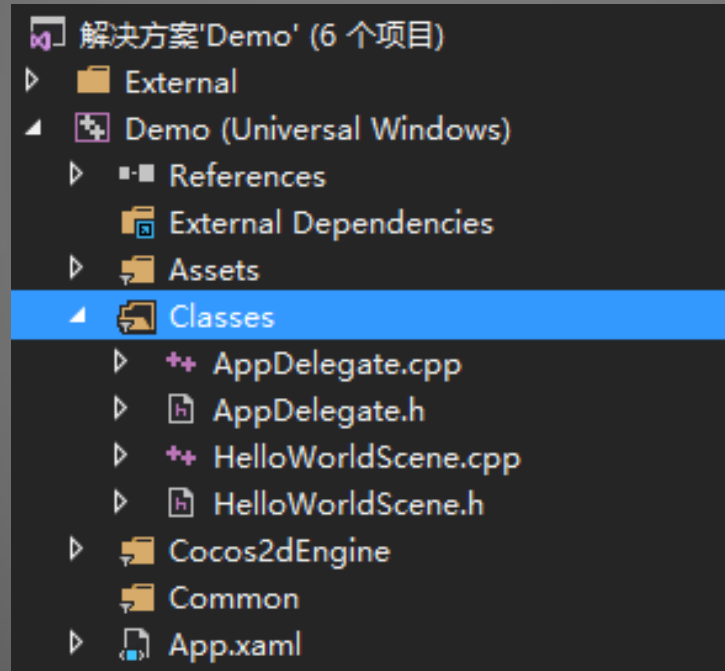 解决方案'Demo' (6 个项目)
External
Demo (Universal Windows)
References
External Dependencies
Assets
Classes
AppDelegate.cpp
AppDelegate.h
HelloWorldScene.cpp
HelloWorldScene.h
Cocos2dEngine
Common
App.xaml